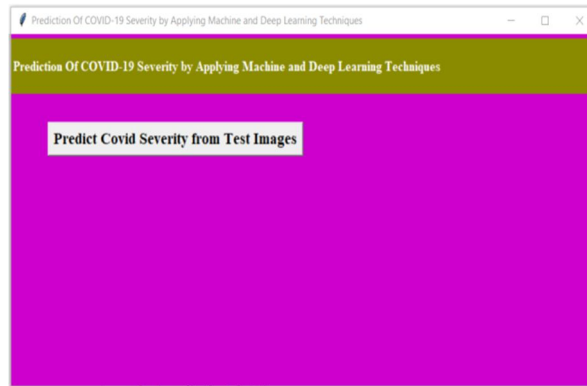 Prediction Of COVID-19 Severity by Applying Machine and Deep Learning Techniques
Prediction Of COVID-19 Severity by Applying Machine and Deep Learning Techniques
Predict Covid Severity from Test Images